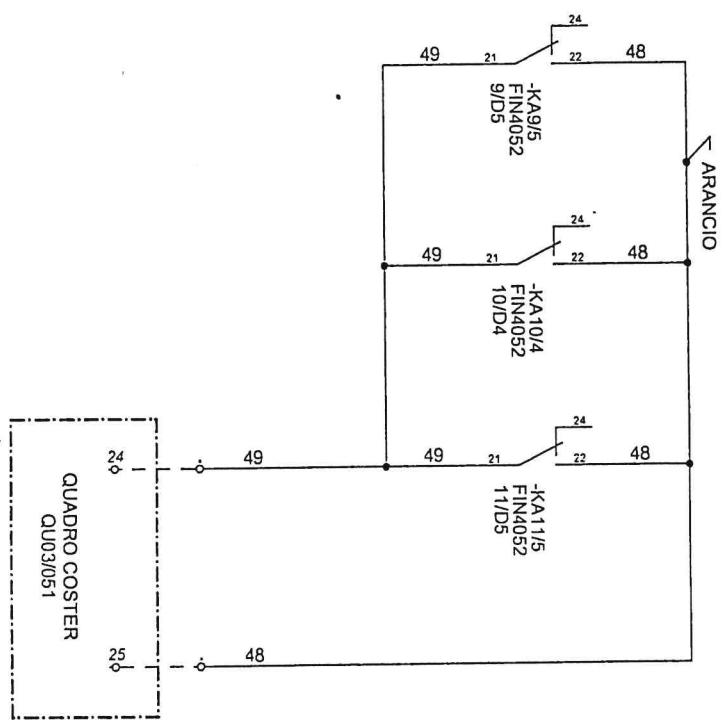 24
49 21 22 48
-KA9/5
FIN4052
9/D5
ARANCIO
24
49 21 22 48
-KA10/4
FIN4052
10/D4
24
49 49 21 22 48
-KA11/5
FIN4052
11/D5
24
QUADRO COSTER
QU03/051
25 48